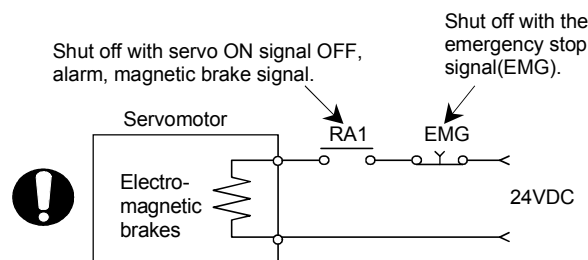 Shut off with the
emergency stop
signal(EMG).
Shut off with servo ON signal OFF,
alarm, magnetic brake signal.
Servomotor
RA1
EMG
Electro-
magnetic
brakes
24VDC